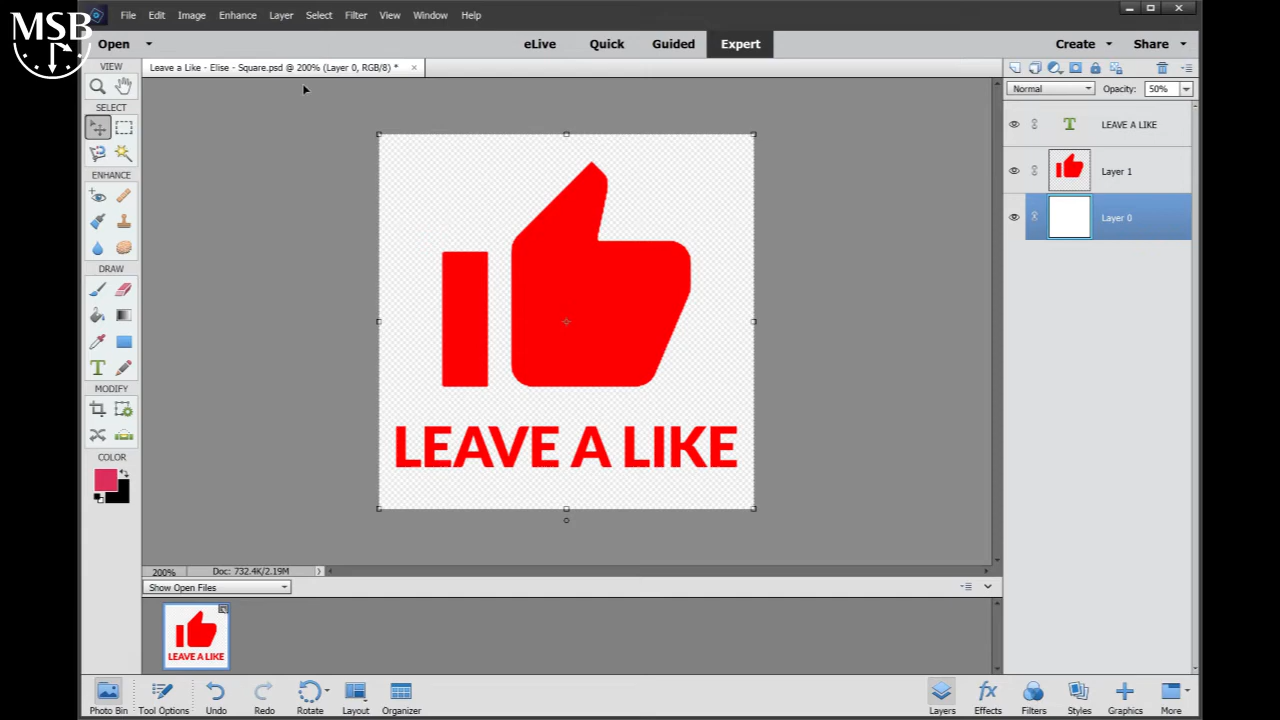 MSB
File Edit Image Enhance Layer Select Filter View Window Help
Open eLive Quick Guided Expert Create Share
VIEW
Leave a Like - Elise - Square.psd @ 200% (Layer 0, RGB/8) * ×
Normal Opacity: 50%
SELECT
T LEAVE A LIKE
Layer 1
ENHANCE
Layer 0
DRAW
T
MODIFY
LEAVE A LIKE
COLOR
200% Doc: 732.4K/2.19M
Show Open Files
LEAVE A LIKE
fx
Photo Bin Tool Options Undo Redo Rotate Layout Organizer Layers Effects Filters Styles Graphics More